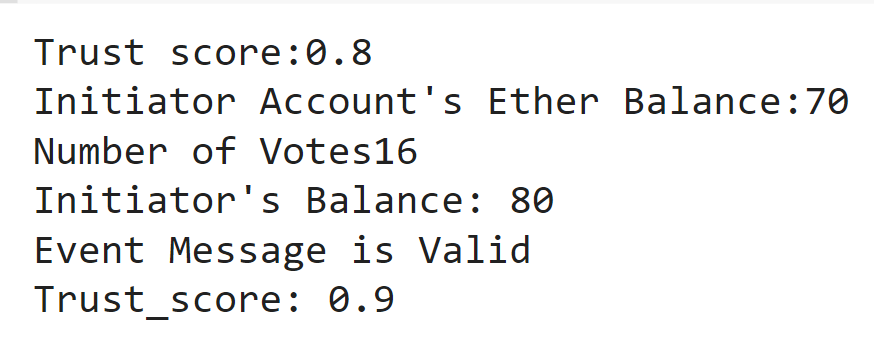 Trust score:0.8
Initiator Account's Ether Balance:70
Number of Votes16
Initiator's Balance: 80
Event Message is Valid
Trust_score: 0.9